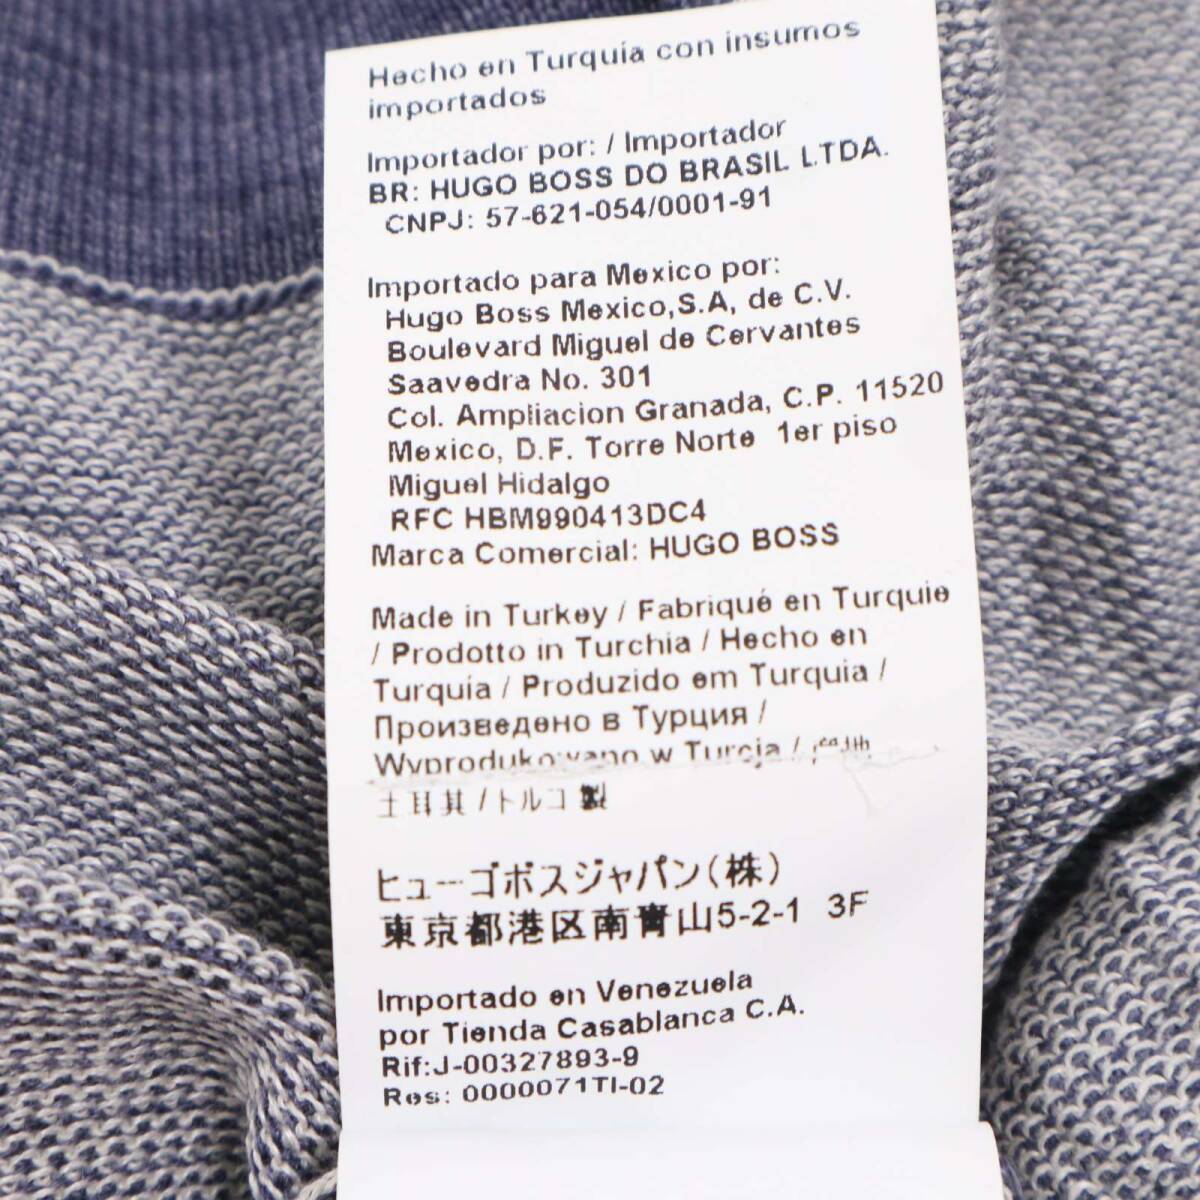 Hecho en Turquía con insumos
importados
Importador por: / Importador
BR: HUGO BOSS DO BRASIL LTDA.
CNPJ: 57-621-054/0001-91
Importado para Mexico por:
Hugo Boss Mexico,S.A, de C.V.
Boulevard Miguel de Cervantes
Saavedra No. 301
Col. Ampliacion Granada, C.P. 11520
Mexico, D.F. Torre Norte 1er piso
Miguel Hidalgo
RFC HBM990413DC4
Marca Comercial: HUGO BOSS
Made in Turkey / Fabriqué en Turquie
/ Prodotto in Turchia / Hecho en
Turquía / Produzido em Turquia /
Произведено в Турция /
Wyprodukowano w Turcja /
土耳其 / トルコ製
ヒューゴボスジャパン(株)
東京都港区南青山5-2-1 3F
Importado en Venezuela
por Tienda Casablanca C.A.
Rif:J-00327893-9
Res: 0000071TI-02